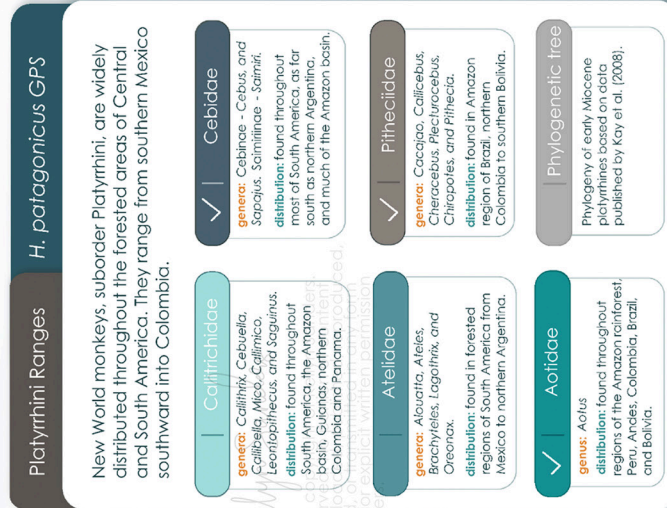 Platyrrhini Ranges
H. patagonicus GPS
New World monkeys, suborder Platyrrhini, are widely
distributed throughout the forested areas of Central
and South America. They range from southern Mexico
southward into Colombia.
Callitrichidae
genera: Callithrix, Cebuella,
Callibella, Mico, Callimico,
Leontopithecus, and Saguinus.
distribution: found throughout
South America, the Amazon
basin, Guianas, northern
Colombia and Panama.
Cebidae
genera: Cebinae - Cebus, and
Sapajus. Saimiriinae - Saimiri.
distribution: found throughout
most of South America, as far
south as northern Argentina,
and much of the Amazon basin.
Atelidae
genera: Alouatta, Ateles,
Brachyteles, Lagothrix, and
Oreonax.
distribution: found in forested
regions of South America from
Mexico to northern Argentina.
Pitheciidae
genera: Cacajao, Callicebus,
Cheracebus, Plecturocebus,
Chiropotes, and Pithecia.
distribution: found in Amazon
region of Brazil, northern
Colombia to southern Bolivia.
Aotidae
genus: Aotus
distribution: found throughout
regions of the Amazon rainforest,
Peru, Andes, Colombia, Brazil,
and Bolivia.
Phylogenetic tree
Phylogeny of early Miocene
platyrrhines based on data
published by Kay et al. (2008).